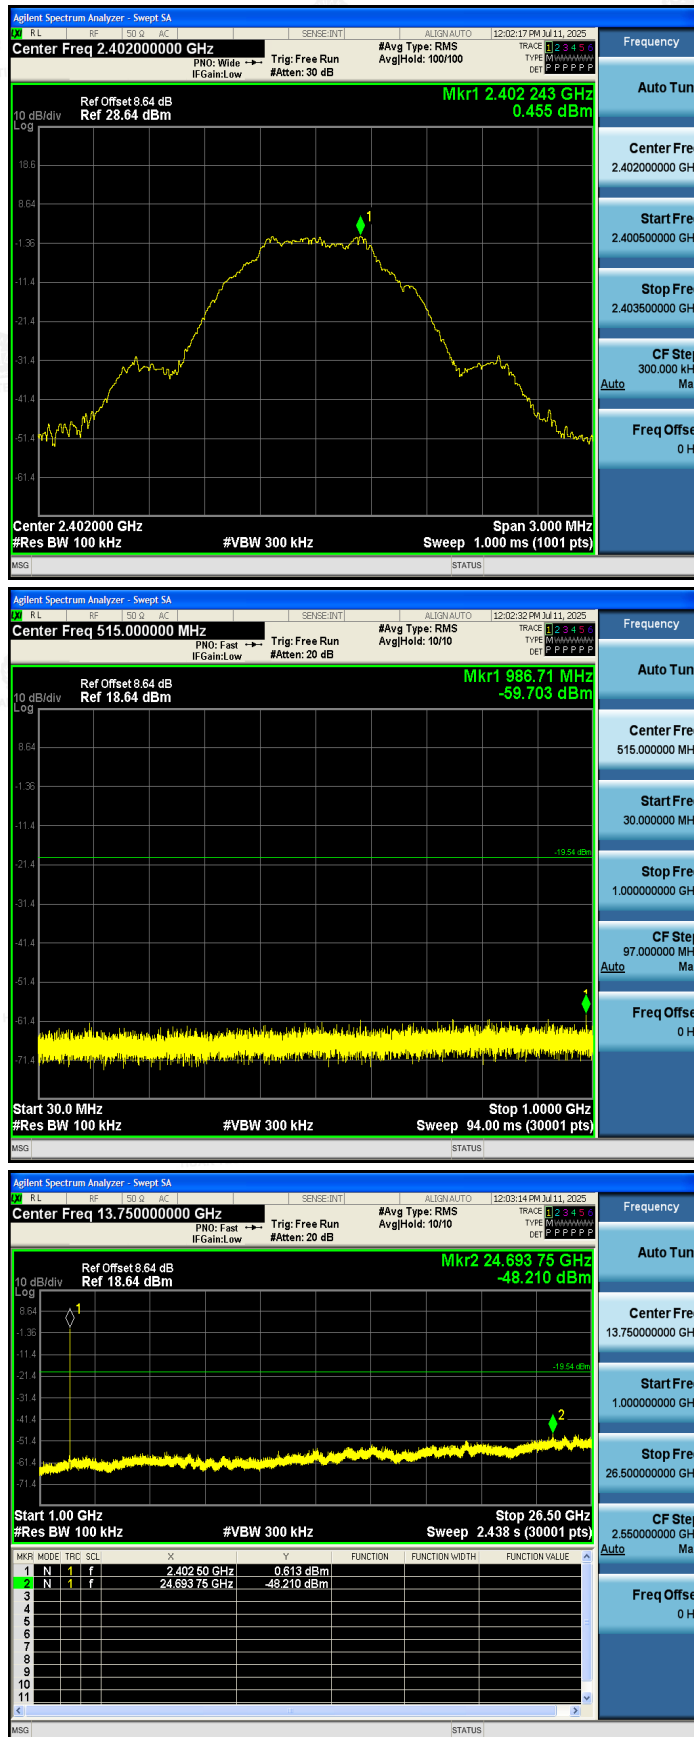 Agilent Spectrum Analyzer - Swept SA
LXI RL RF 50 Ω AC SENSE:INT ALIGN AUTO 12:02:17 PM Jul 11, 2025
Center Freq 2.402000000 GHz
PNO: Wide
IFGain:Low
Trig: Free Run
#Atten: 30 dB
#Avg Type: RMS
Avg|Hold: 100/100
TRACE 1 2 3 4 5 6
TYPE M
DET P P P P P P
Frequency
Auto Tun
Ref Offset 8.64 dB
Ref 28.64 dBm
10 dB/div
Log
Mkr1 2.402 243 GHz
0.455 dBm
Center Fre
2.402000000 GH
Start Fre
2.400500000 GH
Stop Fre
2.403500000 GH
CF Step
300.000 kH
Auto Ma
Freq Offse
0 H
18.6
8.64
1
-1.36
-11.4
-21.4
-31.4
-41.4
-51.4
-61.4
Center 2.402000 GHz Span 3.000 MHz
#Res BW 100 kHz #VBW 300 kHz Sweep 1.000 ms (1001 pts)
MSG STATUS
Agilent Spectrum Analyzer - Swept SA
LXI RL RF 50 Ω AC SENSE:INT ALIGN AUTO 12:02:32 PM Jul 11, 2025
Center Freq 515.000000 MHz
PNO: Fast
IFGain:Low
Trig: Free Run
#Atten: 20 dB
#Avg Type: RMS
Avg|Hold: 10/10
TRACE 1 2 3 4 5 6
TYPE M
DET P P P P P P
Frequency
Auto Tun
Ref Offset 8.64 dB
Ref 18.64 dBm
10 dB/div
Log
Mkr1 986.71 MHz
-59.703 dBm
Center Fre
515.000000 MH
Start Fre
30.000000 MH
Stop Fre
1.000000000 GH
CF Step
97.000000 MH
Auto Ma
Freq Offse
0 H
8.64
-1.36
-11.4
-19.54 dBm
-21.4
-31.4
-41.4
-51.4
1
-61.4
-71.4
Start 30.0 MHz Stop 1.0000 GHz
#Res BW 100 kHz #VBW 300 kHz Sweep 94.00 ms (30001 pts)
MSG STATUS
Agilent Spectrum Analyzer - Swept SA
LXI RL RF 50 Ω AC SENSE:INT ALIGN AUTO 12:03:14 PM Jul 11, 2025
Center Freq 13.750000000 GHz
PNO: Fast
IFGain:Low
Trig: Free Run
#Atten: 20 dB
#Avg Type: RMS
Avg|Hold: 10/10
TRACE 1 2 3 4 5 6
TYPE M
DET P P P P P P
Frequency
Auto Tun
Ref Offset 8.64 dB
Ref 18.64 dBm
10 dB/div
Log
Mkr2 24.693 75 GHz
-48.210 dBm
Center Fre
13.750000000 GH
Start Fre
1.000000000 GH
Stop Fre
26.500000000 GH
CF Step
2.550000000 GH
Auto Ma
Freq Offse
0 H
8.64
1
-1.36
-11.4
-19.54 dBm
-21.4
-31.4
-41.4
2
-51.4
-61.4
-71.4
Start 1.00 GHz Stop 26.50 GHz
#Res BW 100 kHz #VBW 300 kHz Sweep 2.438 s (30001 pts)
MKR MODE TRC SCL X Y FUNCTION FUNCTION WIDTH FUNCTION VALUE
1 N 1 f 2.402 50 GHz 0.613 dBm
2 N 1 f 24.693 75 GHz -48.210 dBm
3
4
5
6
7
8
9
10
11
MSG STATUS